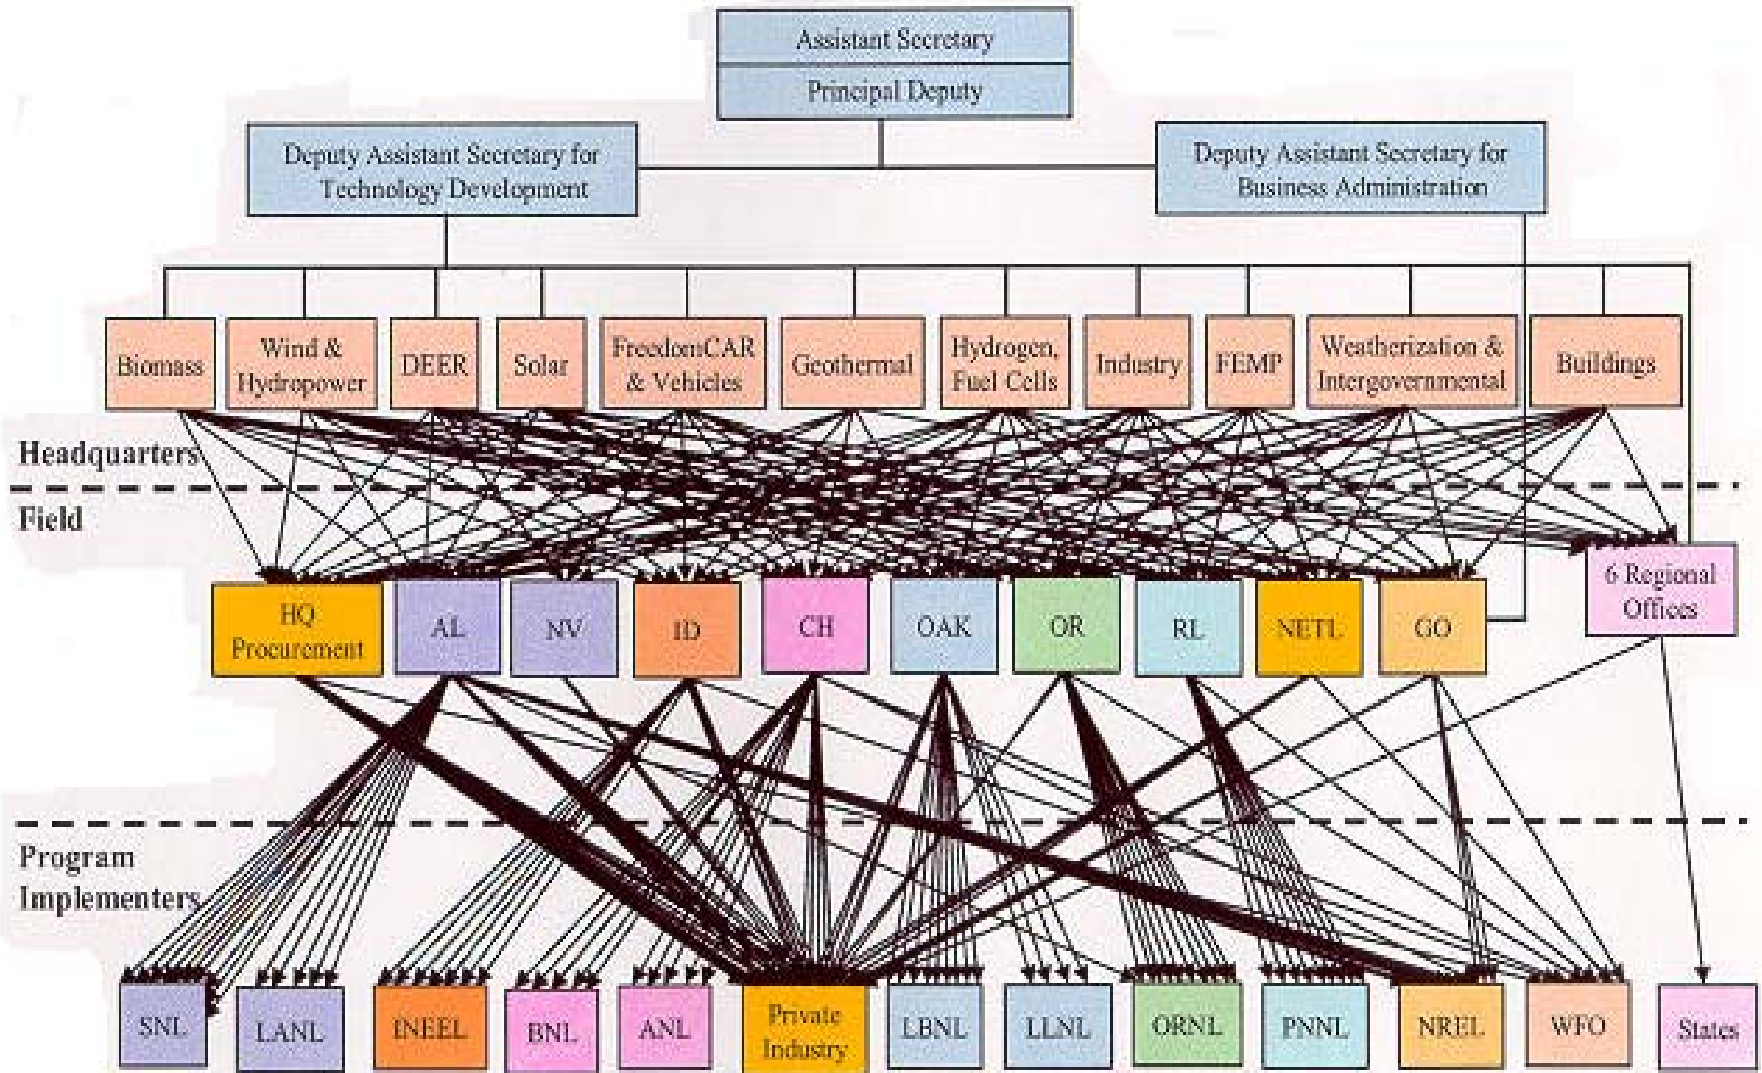 Assistant Secretary
Principal Deputy
Deputy Assistant Secretary for
Technology Development
Deputy Assistant Secretary for
Business Administration
Biomass
Wind &
Hydropower
DEER
Solar
FreedomCAR
& Vehicles
Geothermal
Hydrogen,
Fuel Cells
Industry
FEMP
Weatherization &
Intergovernmental
Buildings
Headquarters
Field
HQ
Procurement
AL
NV
ID
CH
OAK
OR
RL
NETL
GO
6 Regional
Offices
Program
Implementers
SNL
LANL
INEEL
BNL
ANL
Private
Industry
LBNL
LLNL
ORNL
PNNL
NREL
WFO
States